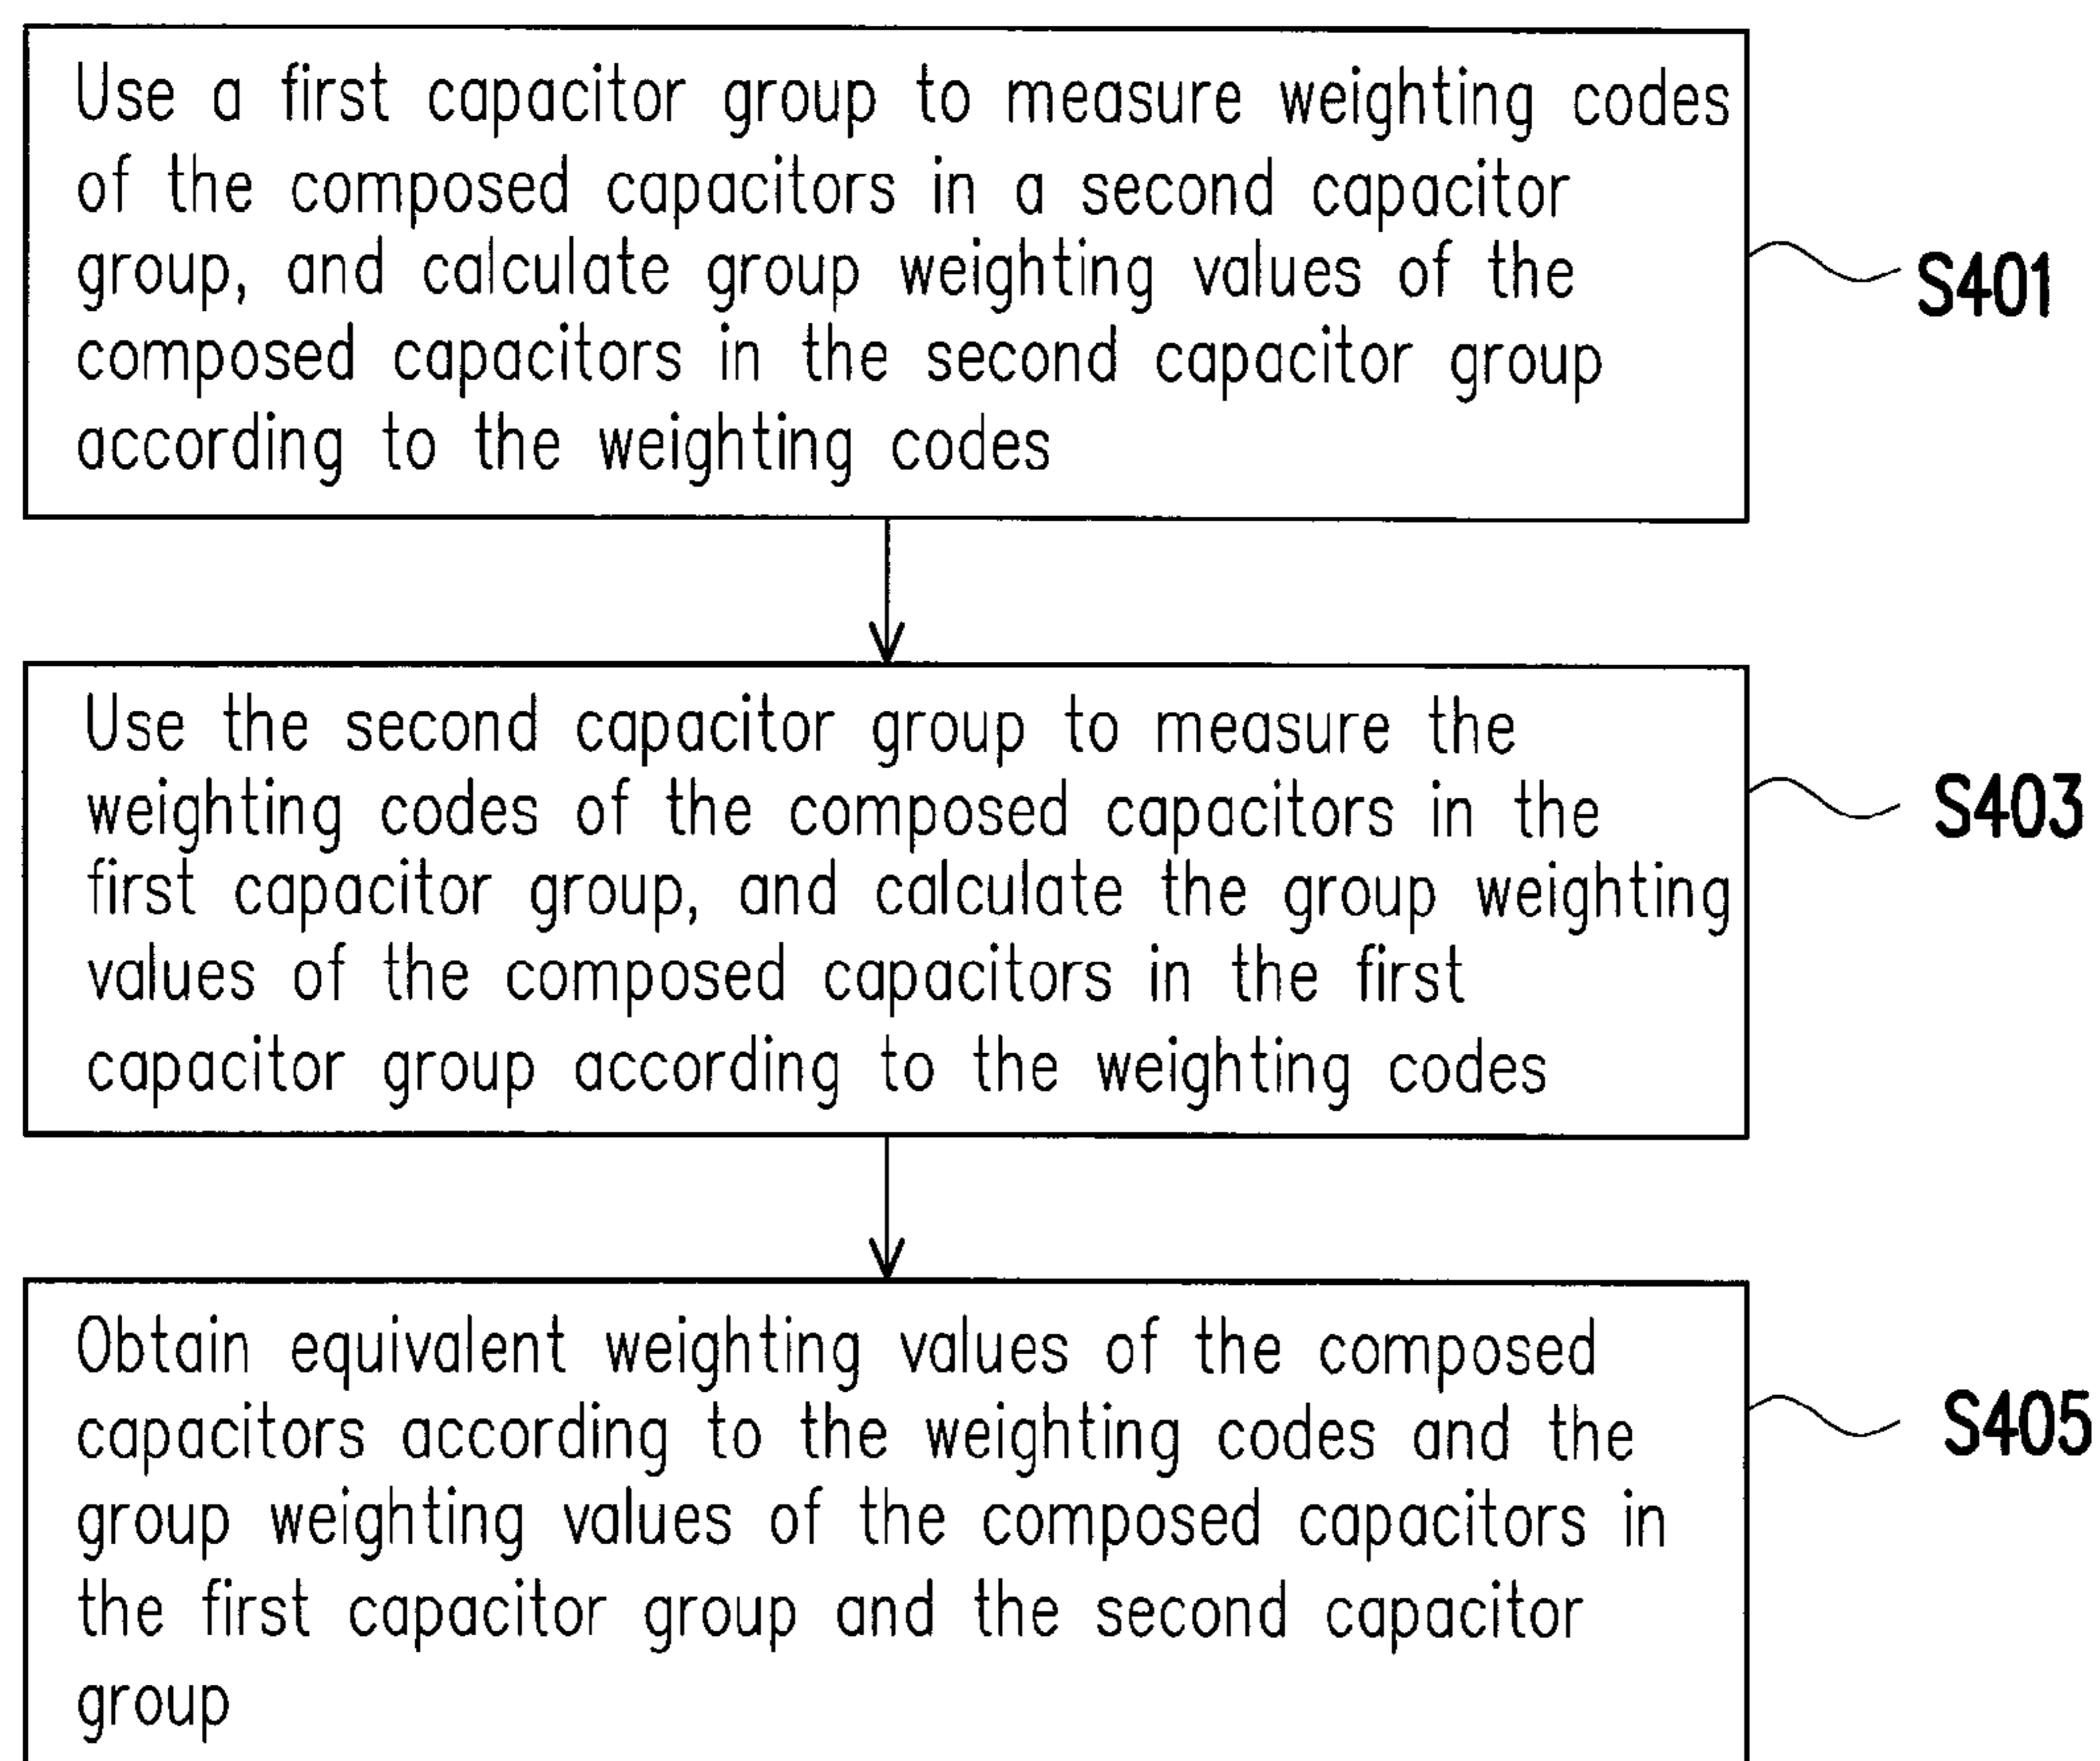 Use a first capacitor group to measure weighting codes
of the composed capacitors in a second capacitor
group, and calculate group weighting values of the
composed capacitors in the second capacitor group
according to the weighting codes
S401
Use the second capacitor group to measure the
weighting codes of the composed capacitors in the
first capacitor group, and calculate the group weighting
values of the composed capacitors in the first
capacitor group according to the weighting codes
S403
Obtain equivalent weighting values of the composed
capacitors according to the weighting codes and the
group weighting values of the composed capacitors in
the first capacitor group and the second capacitor
group
S405